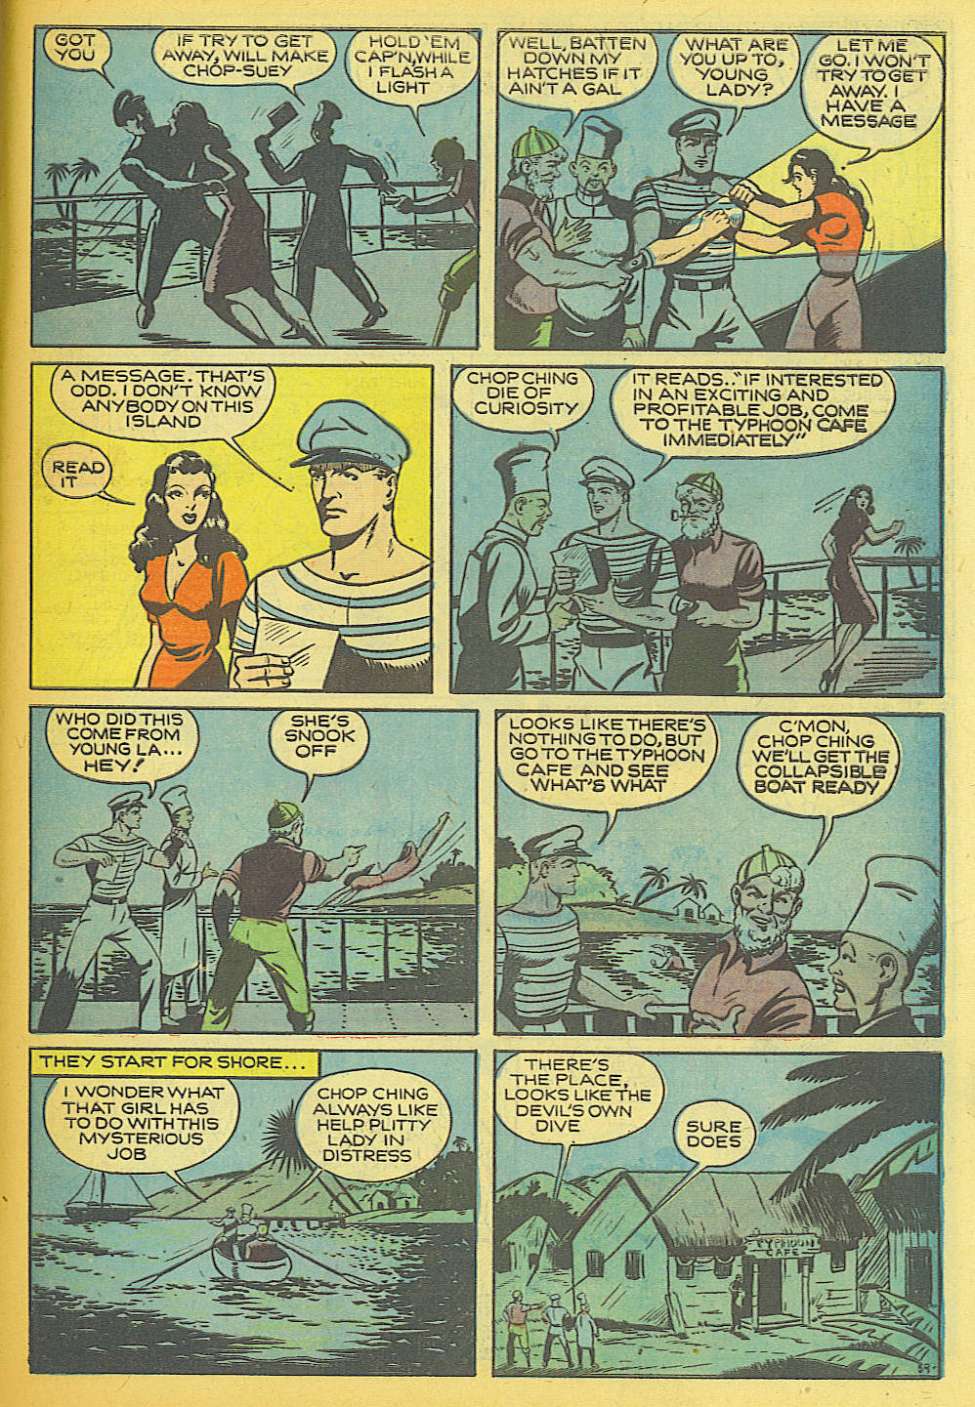 GOT
YOU
IF TRY TO GET
AWAY, WILL MAKE
CHOP-SUEY
HOLD 'EM
CAP'N, WHILE
I FLASH A
LIGHT
WELL, BATTEN
DOWN MY
HATCHES IF IT
AIN'T A GAL
WHAT ARE
YOU UP TO,
YOUNG
LADY?
LET ME
GO. I WON'T
TRY TO GET
AWAY. I
HAVE A
MESSAGE
A MESSAGE. THAT'S
ODD. I DON'T KNOW
ANYBODY ON THIS
ISLAND
READ
IT
CHOP CHING
DIE OF
CURIOSITY
IT READS.."IF INTERESTED
IN AN EXCITING AND
PROFITABLE JOB, COME
TO THE TYPHOON CAFE
IMMEDIATELY"
WHO DID THIS
COME FROM
YOUNG LA...
HEY!
SHE'S
SNOOK
OFF
LOOKS LIKE THERE'S
NOTHING TO DO, BUT
GO TO THE TYPHOON
CAFE AND SEE
WHAT'S WHAT
C'MON,
CHOP CHING
WE'LL GET THE
COLLAPSIBLE
BOAT READY
THEY START FOR SHORE...
I WONDER WHAT
THAT GIRL HAS
TO DO WITH THIS
MYSTERIOUS
JOB
CHOP CHING
ALWAYS LIKE
HELP PLITTY
LADY IN
DISTRESS
THERE'S
THE PLACE,
LOOKS LIKE THE
DEVIL'S OWN
DIVE
SURE
DOES
TYPHOON
CAFE
59